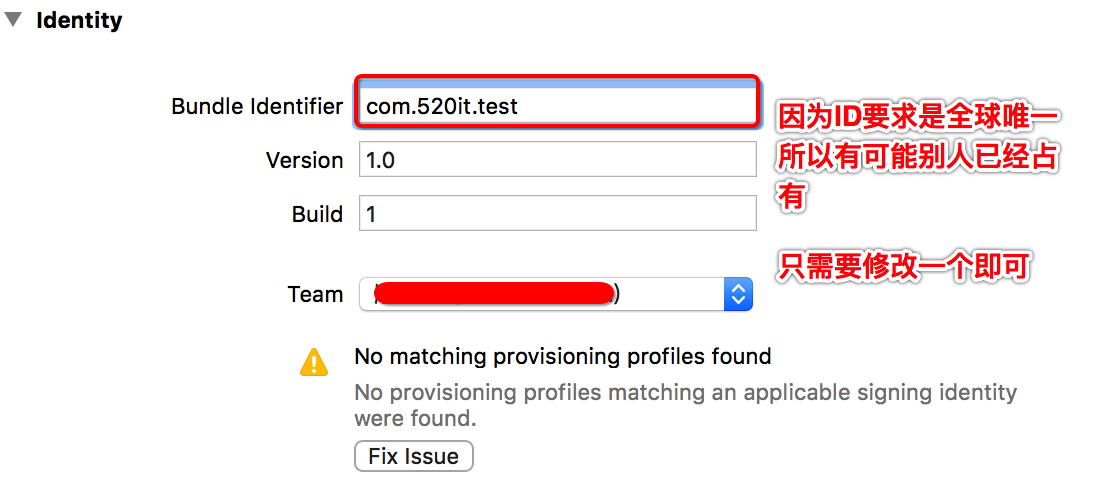 Identity
Bundle Identifier com.520it.test
因为ID要求是全球唯一
所以有可能别人已经占
有
Version 1.0
Build 1
只需要修改一个即可
Team )
No matching provisioning profiles found
No provisioning profiles matching an applicable signing identity
were found.
Fix Issue